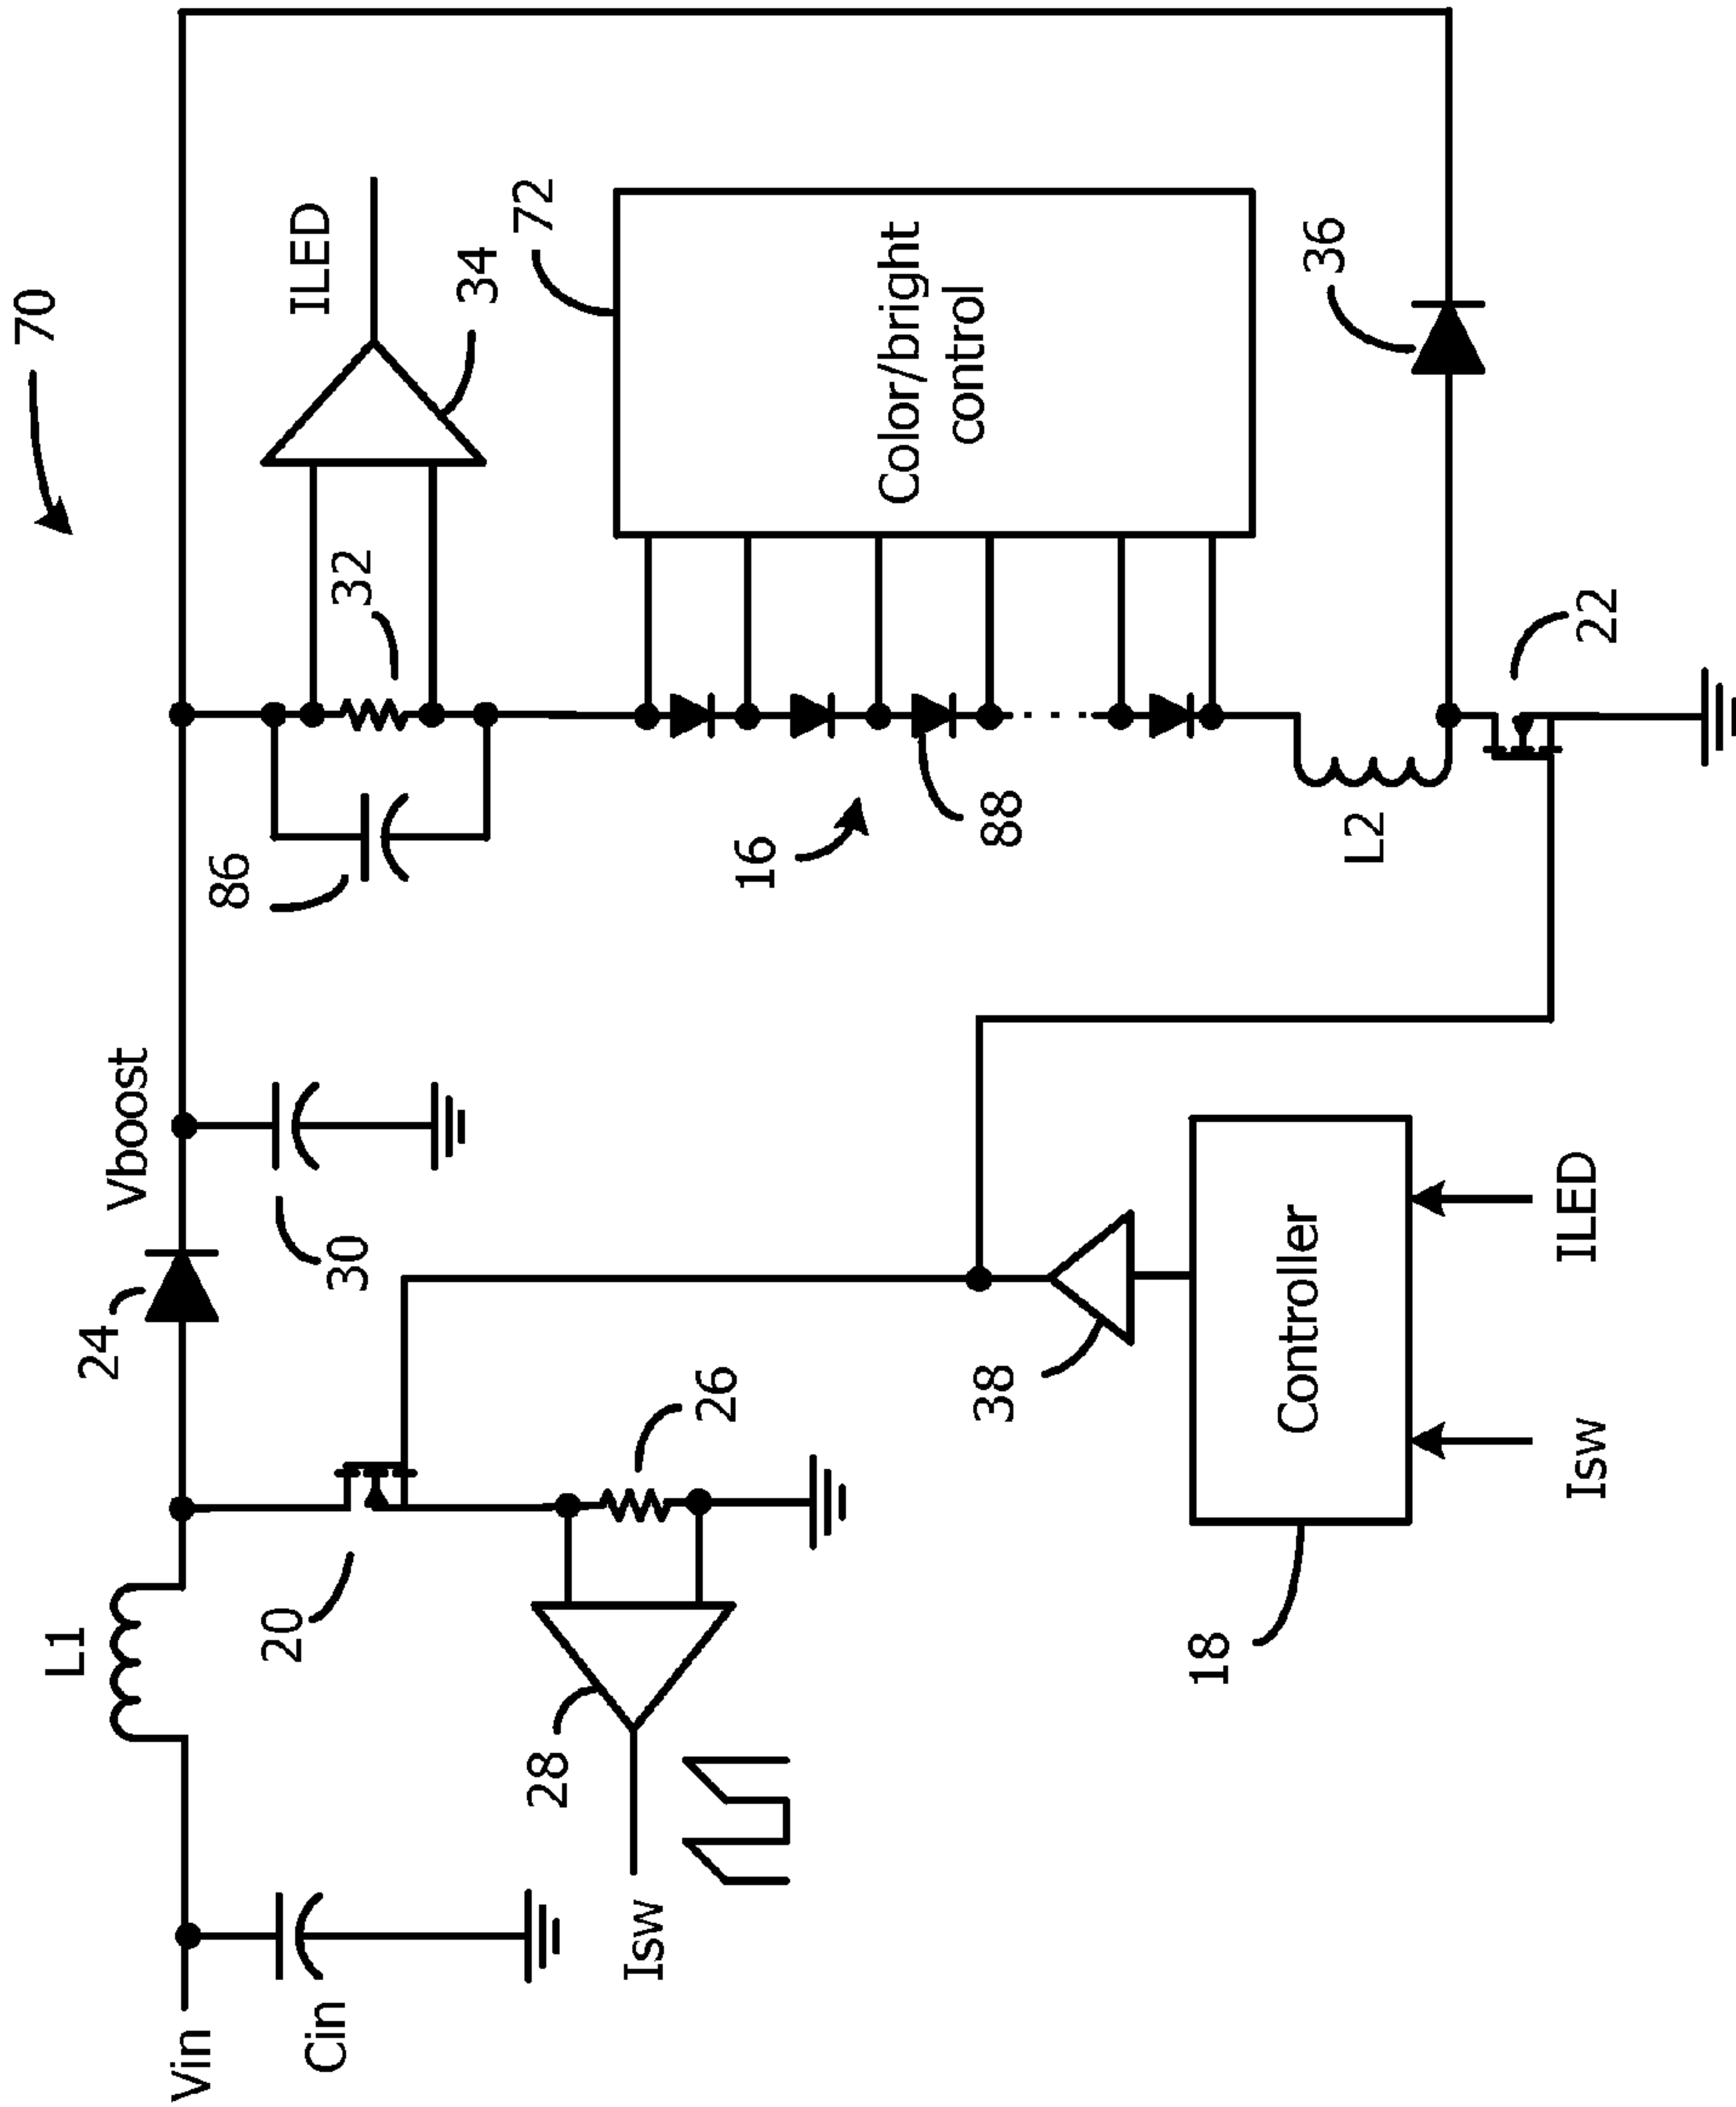 70
Vin
Cin
L1
24
Vboost
30
20
28
Isw
26
86
32
ILED
34
72
Color/bright
control
16
88
L2
36
22
38
18
Controller
Isw
ILED